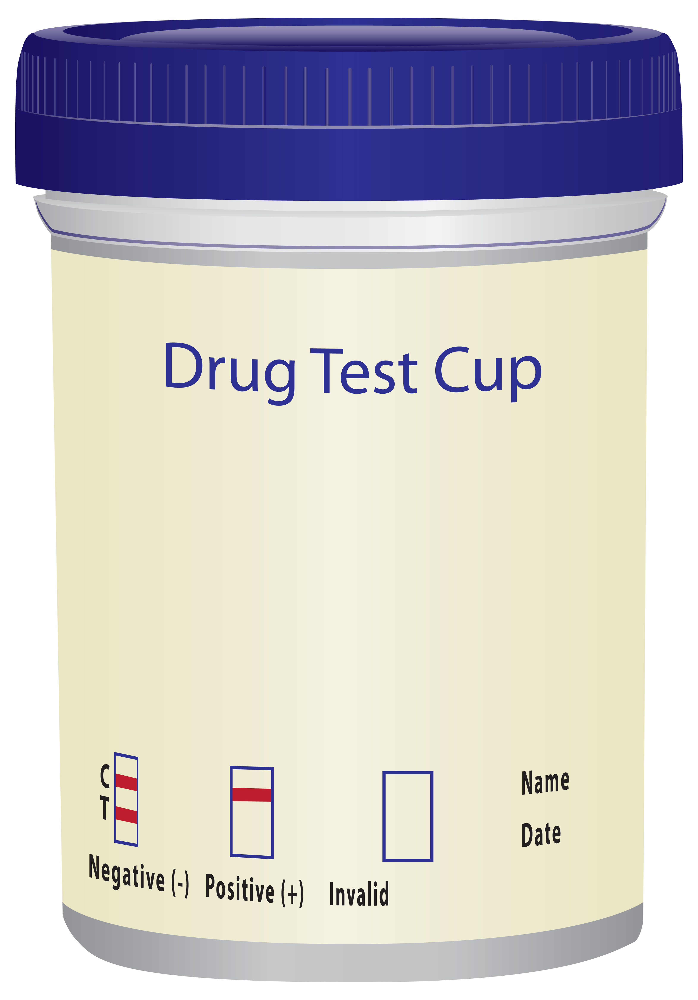 Drug Test Cup
C
T
Name
Date
Negative (-) Positive (+) Invalid